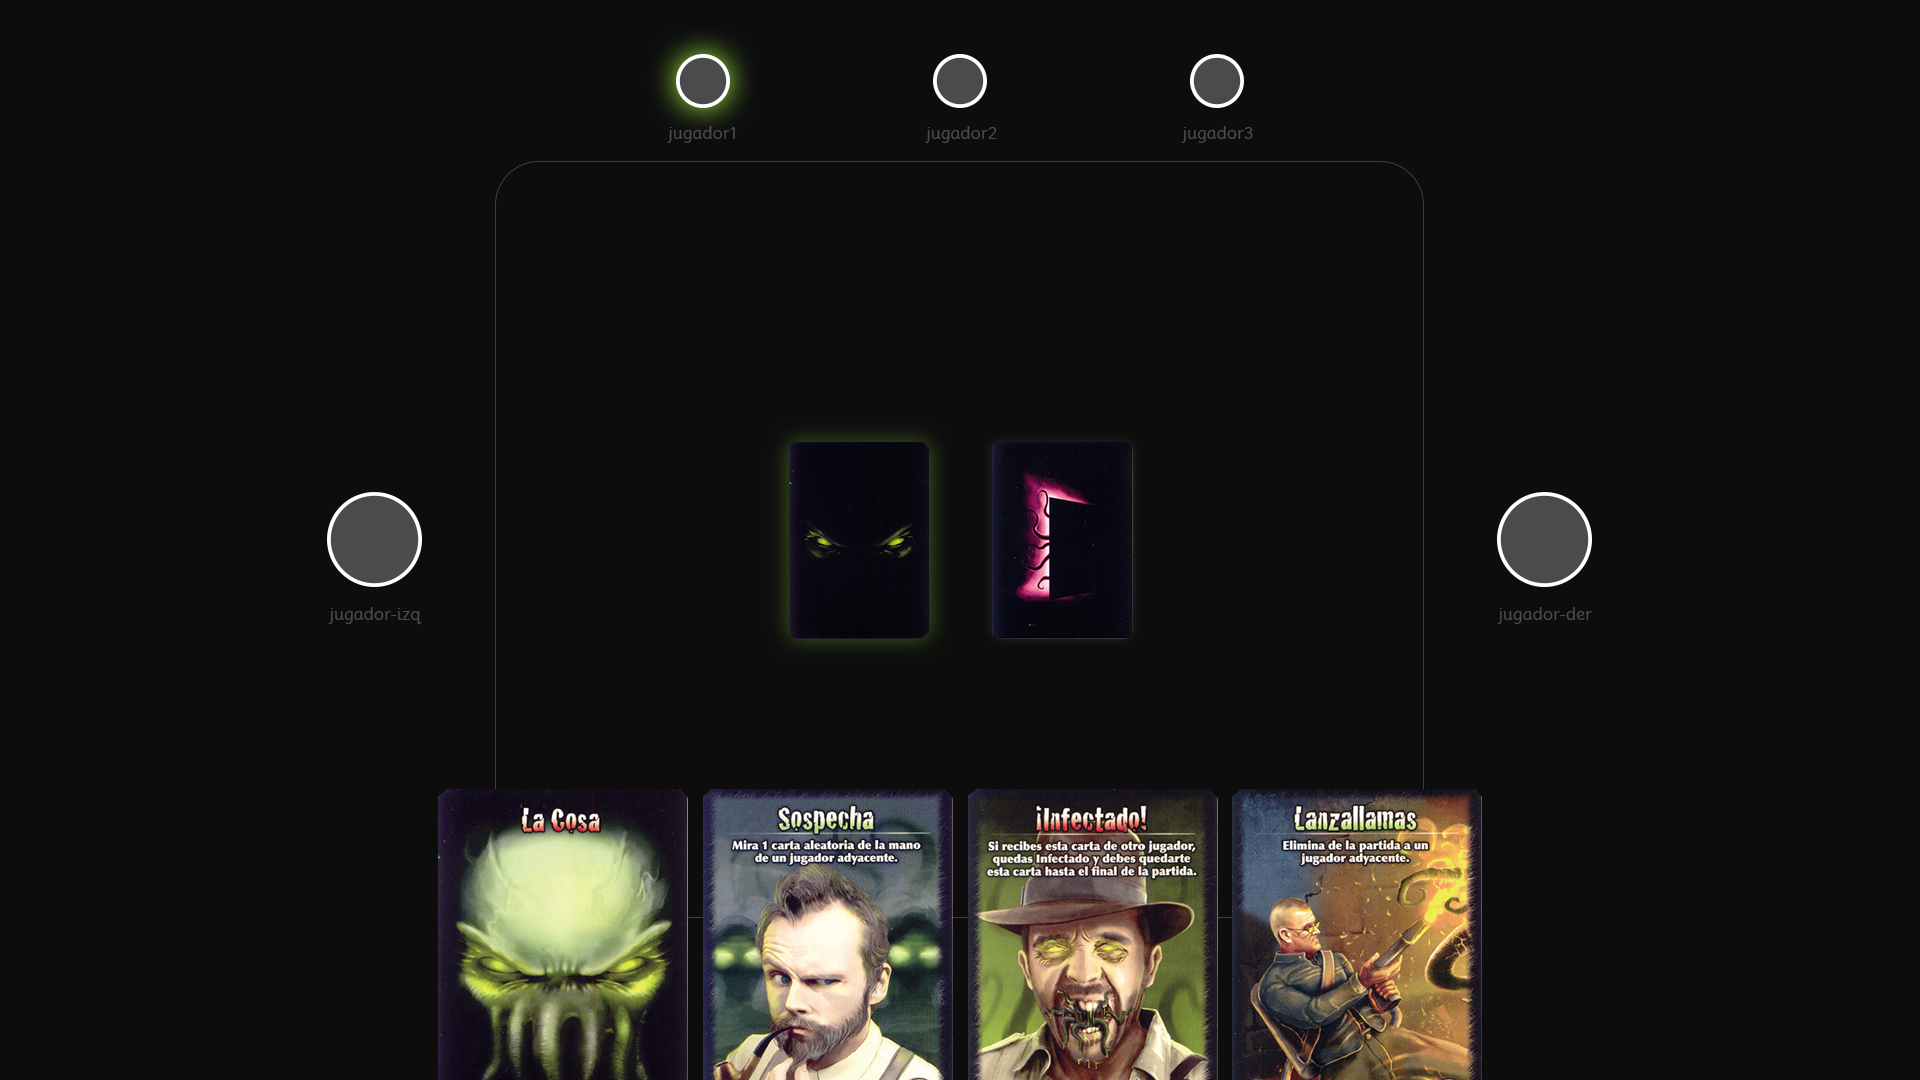 jugador1
jugador2
jugador3
jugador-izq
jugador-der
La Cosa
Sospecha
Mira 1 carta aleatoria de la mano
de un jugador adyacente.
¡Infectado!
Si recibes esta carta de otro jugador,
quedas Infectado y debes quedarte
esta carta hasta el final de la partida.
Lanzallamas
Elimina de la partida a un
jugador adyacente.